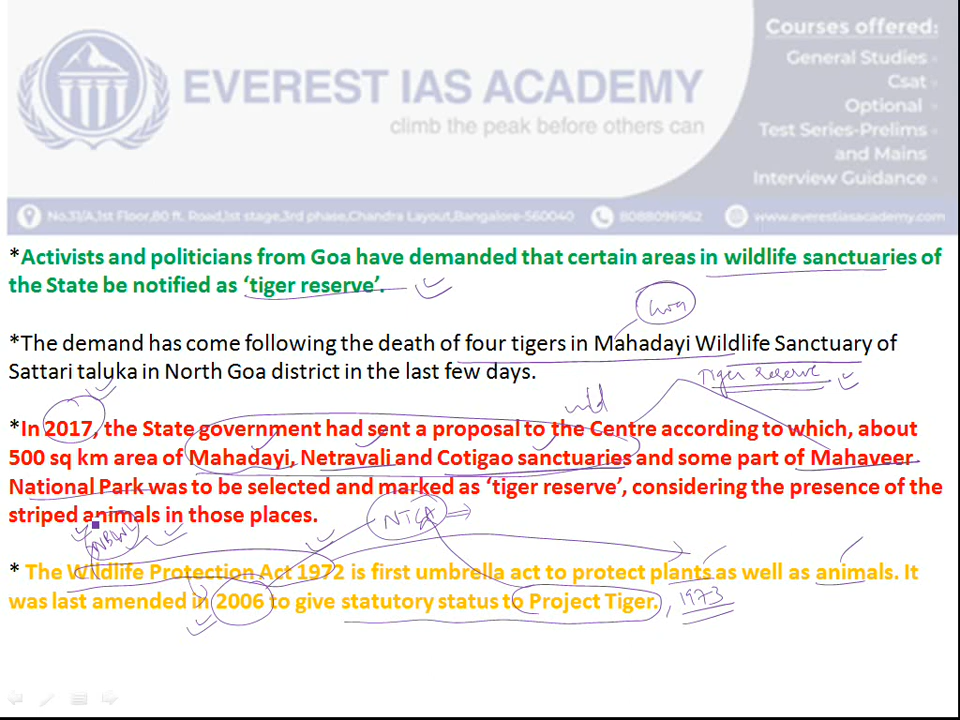 Courses offered:
General Studies
Csat
Optional
Test Series-Prelims
and Mains
Interview Guidance
EVEREST IAS ACADEMY
climb the peak before others can
No.31/A,1st Floor,80 ft. Road,1st stage,3rd phase,Chandra Layout,Bangalore-560040 8088096962 www.everestiasacademy.com
*Activists and politicians from Goa have demanded that certain areas in wildlife sanctuaries of
the State be notified as ‘tiger reserve’.
Goa
*The demand has come following the death of four tigers in Mahadayi Wildlife Sanctuary of
Sattari taluka in North Goa district in the last few days.
Tiger reserve
*In 2017, the State government had sent a proposal to the Centre according to which, about
500 sq km area of Mahadayi, Netravali and Cotigao sanctuaries and some part of Mahaveer
National Park was to be selected and marked as ‘tiger reserve’, considering the presence of the
striped animals in those places.
NTCA
NBWL
* The Wildlife Protection Act 1972 is first umbrella act to protect plants as well as animals. It
was last amended in 2006 to give statutory status to Project Tiger.
, 1973